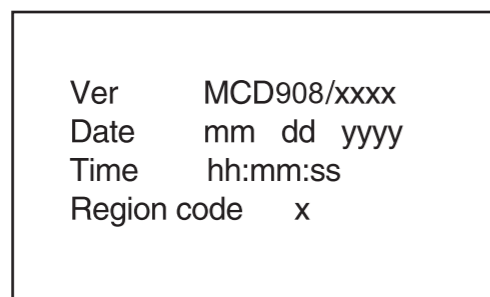 Ver MCD908/xxxx
Date mm dd yyyy
Time hh:mm:ss
Region code x